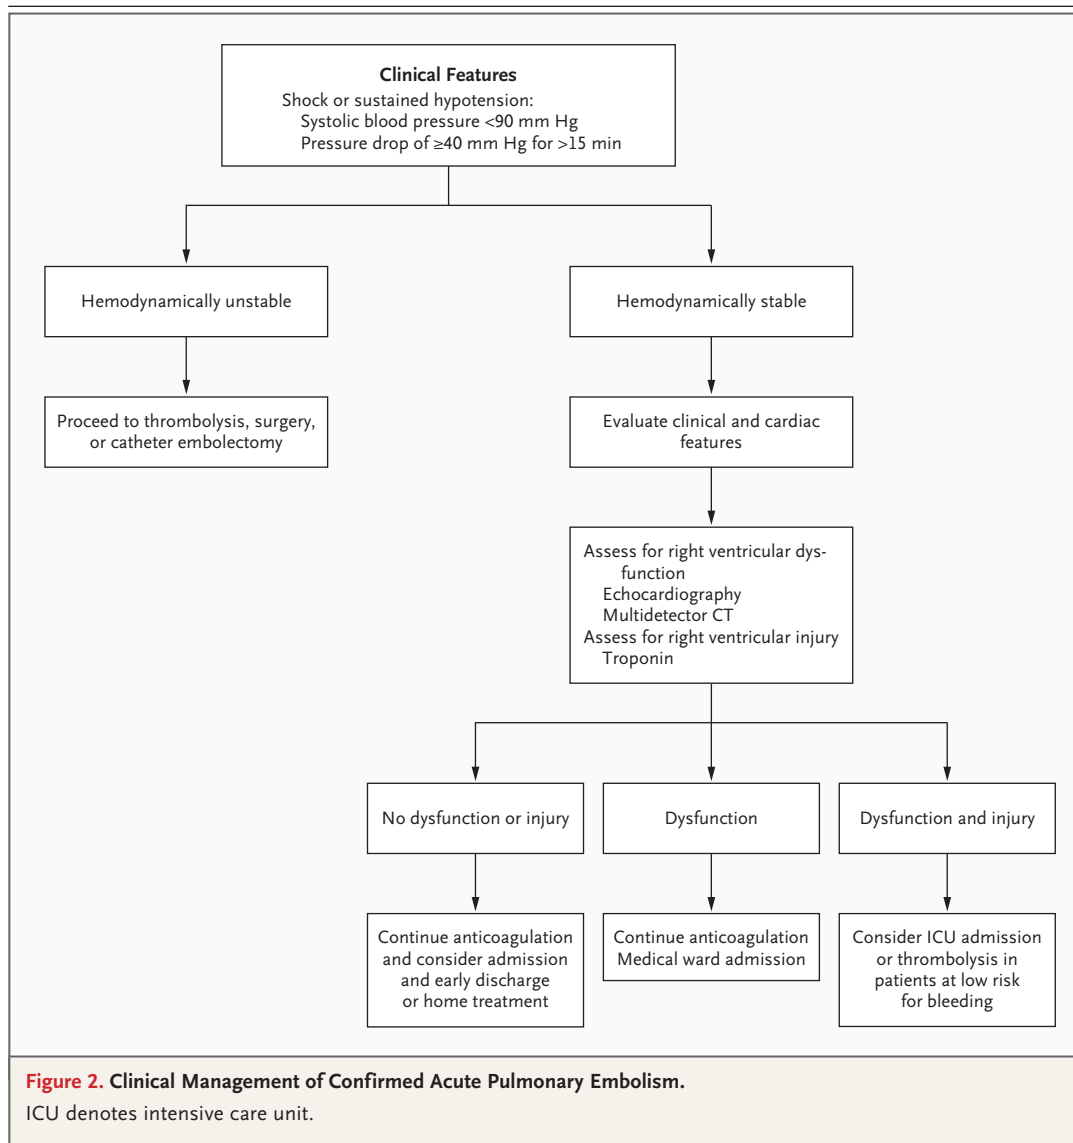 Clinical Features
Shock or sustained hypotension:
Systolic blood pressure <90 mm Hg
Pressure drop of ≥40 mm Hg for >15 min
Hemodynamically unstable
Hemodynamically stable
Proceed to thrombolysis, surgery,
or catheter embolectomy
Evaluate clinical and cardiac
features
Assess for right ventricular dys-
function
Echocardiography
Multidetector CT
Assess for right ventricular injury
Troponin
No dysfunction or injury
Dysfunction
Dysfunction and injury
Continue anticoagulation
and consider admission
and early discharge
or home treatment
Continue anticoagulation
Medical ward admission
Consider ICU admission
or thrombolysis in
patients at low risk
for bleeding
Figure 2. Clinical Management of Confirmed Acute Pulmonary Embolism.
ICU denotes intensive care unit.